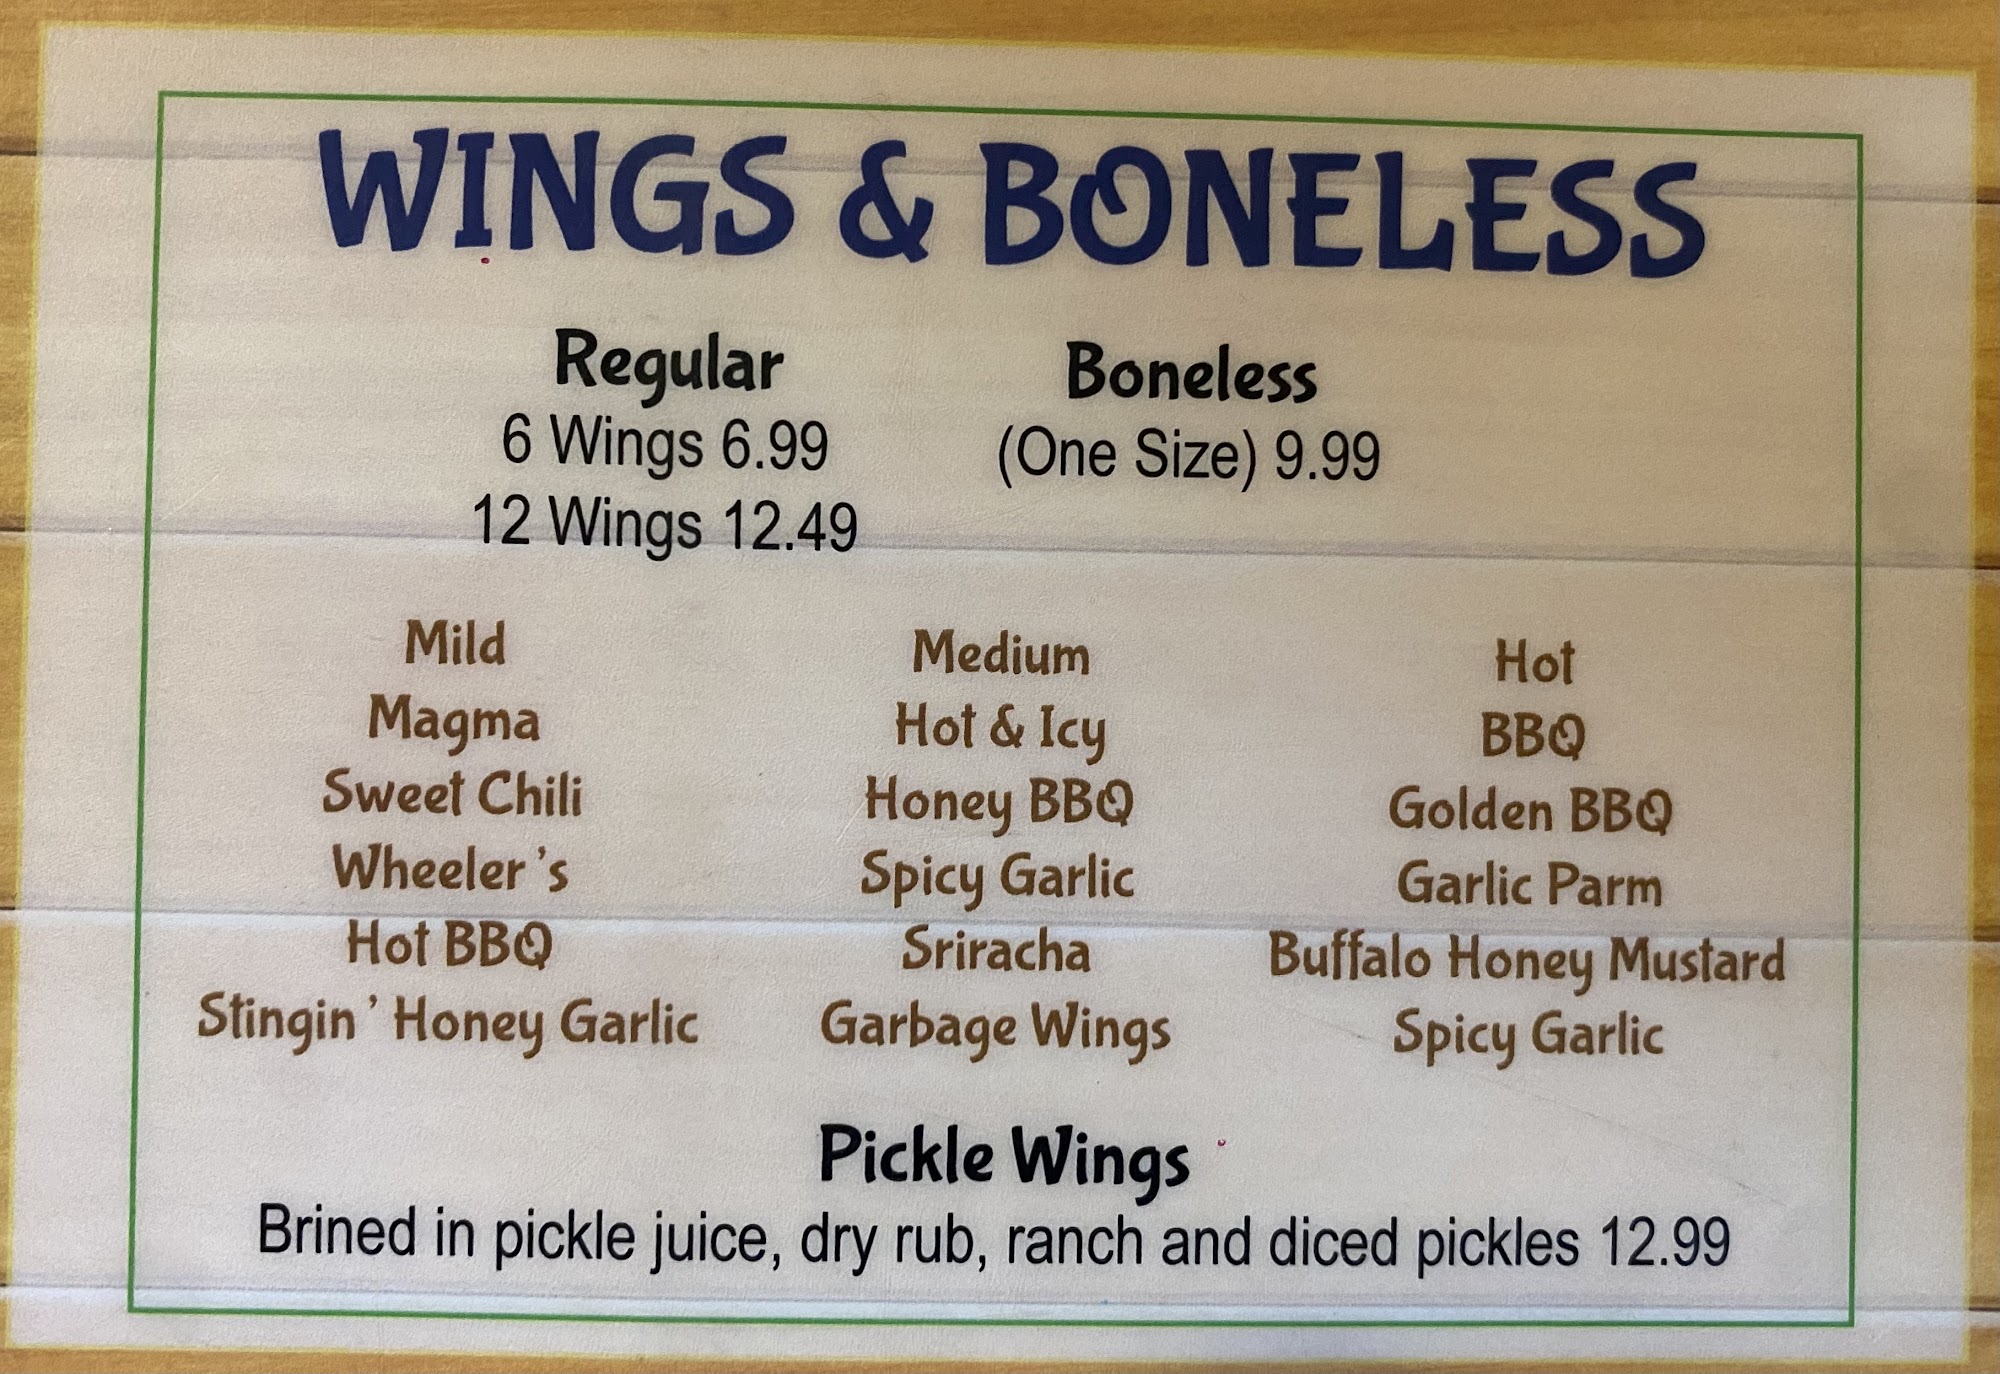 WINGS & BONELESS
Regular
6 Wings 6.99
12 Wings 12.49
Boneless
(One Size) 9.99
Mild
Magma
Sweet Chili
Wheeler's
Hot BBQ
Stingin' Honey Garlic
Medium
Hot & Icy
Honey BBQ
Spicy Garlic
Sriracha
Garbage Wings
Hot
BBQ
Golden BBQ
Garlic Parm
Buffalo Honey Mustard
Spicy Garlic
Pickle Wings
Brined in pickle juice, dry rub, ranch and diced pickles 12.99